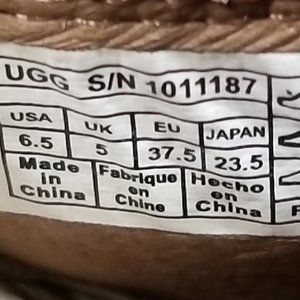 UGG S/N 1011187
USA UK EU JAPAN
6.5 5 37.5 23.5
Made Fabrique Hecho
in en en
China Chine China